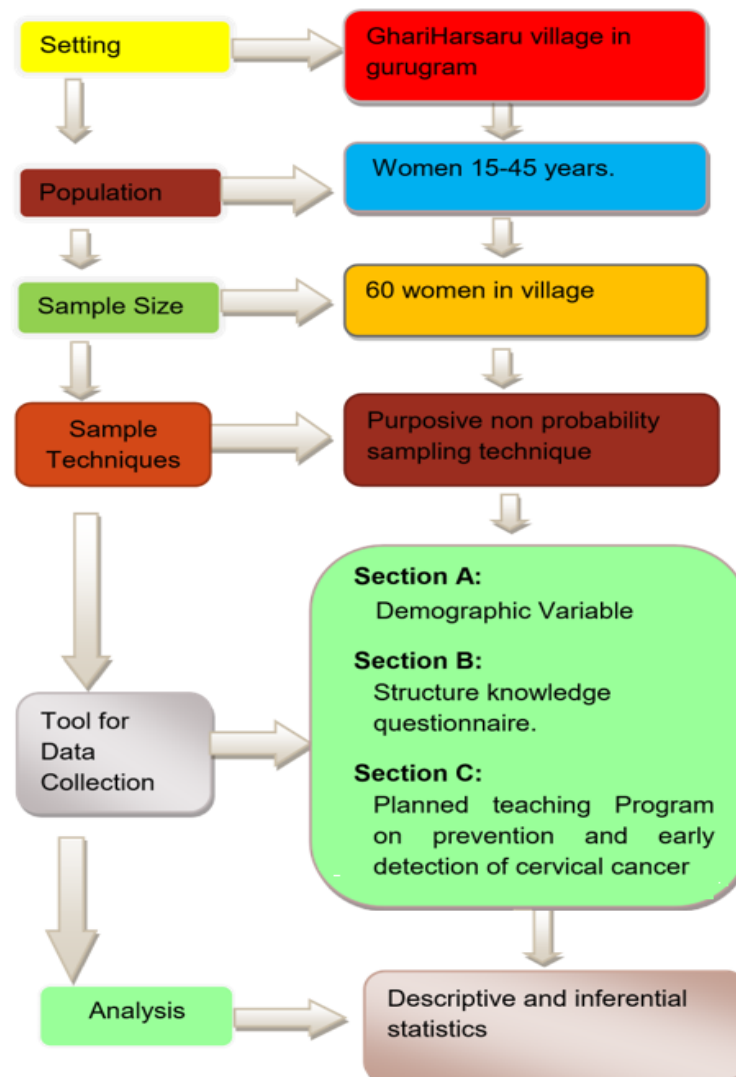 Setting
GhariHarsaru village in
gurugram
Population
Women 15-45 years.
Sample Size
60 women in village
Sample
Techniques
Purposive non probability
sampling technique
Tool for
Data
Collection
Section A:
Demographic Variable
Section B:
Structure knowledge
questionnaire.
Section C:
Planned teaching Program
on prevention and early
detection of cervical cancer
Analysis
Descriptive and inferential
statistics